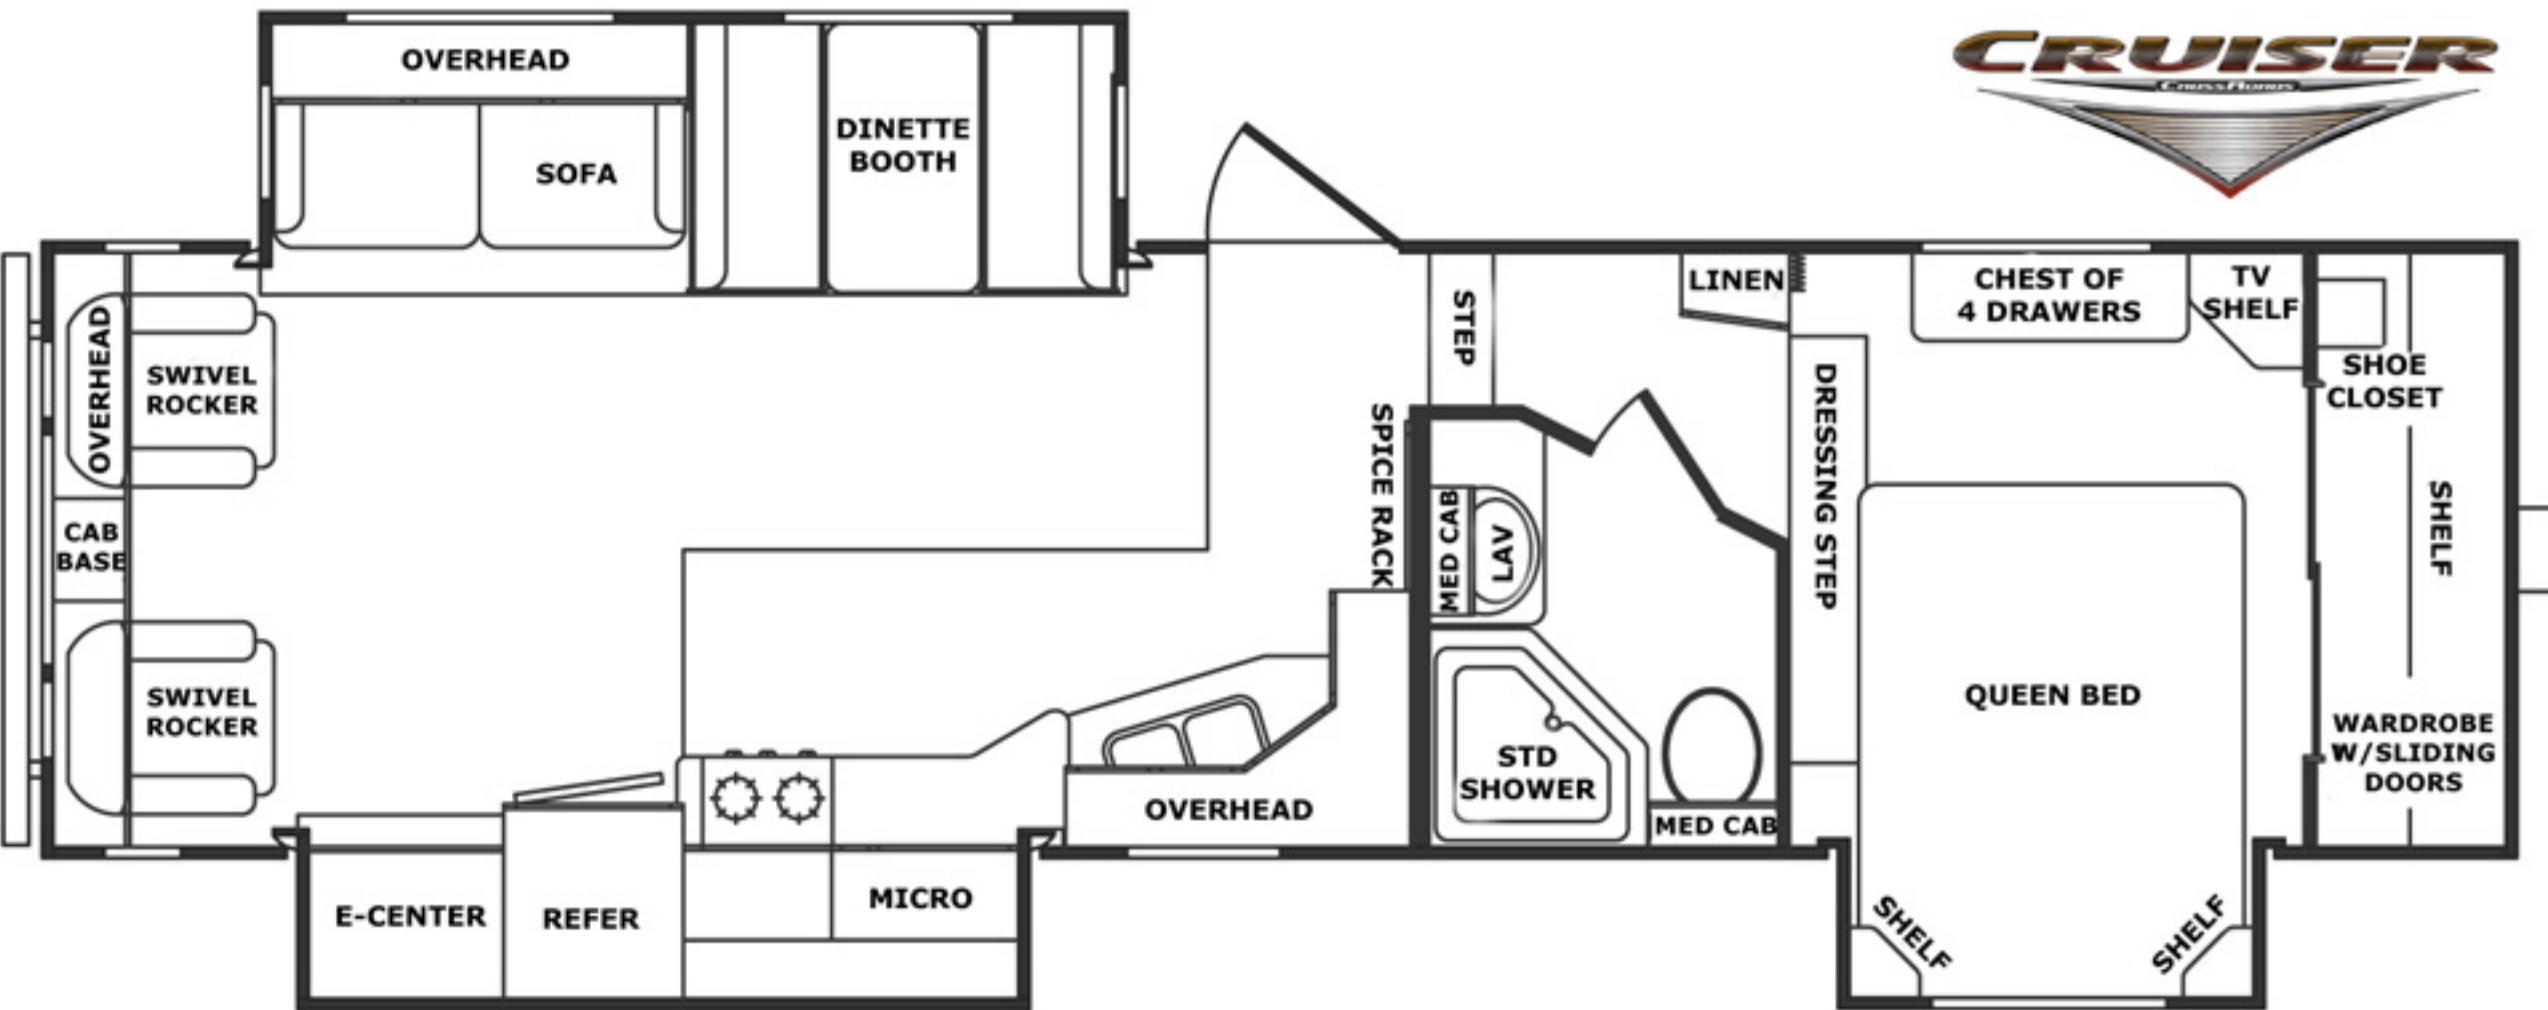 CRUISER
CrossRoads
OVERHEAD
SOFA
DINETTE
BOOTH
OVERHEAD
SWIVEL
ROCKER
CAB
BASE
SWIVEL
ROCKER
E-CENTER
REFER
MICRO
OVERHEAD
SPICE RACK
STEP
LINEN
MED CAB
LAV
STD
SHOWER
MED CAB
DRESSING STEP
CHEST OF
4 DRAWERS
TV
SHELF
QUEEN BED
SHELF
SHELF
SHOE
CLOSET
SHELF
WARDROBE
W/SLIDING
DOORS